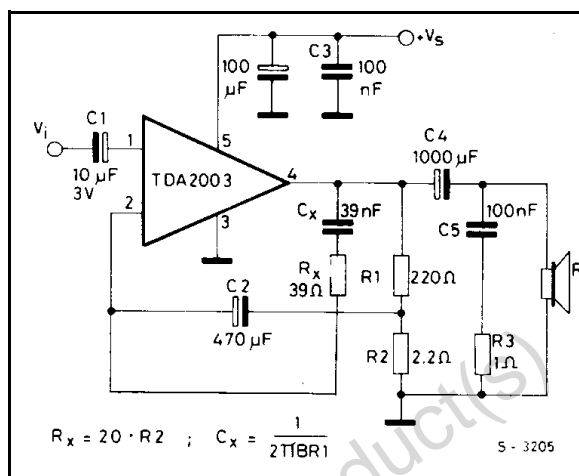 +Vs
C3
100 µF
100 nF
C1
Vi
10 µF
3V
1
2
3
4
5
TDA2003
C4
1000 µF
Cx
39nF
Rx
39Ω
R1
220Ω
100nF
C5
C2
470 µF
R2
2.2Ω
R3
1Ω
R
Rx = 20 · R2 ; Cx = 1 / 2πBR1
S - 3205
duct(s)